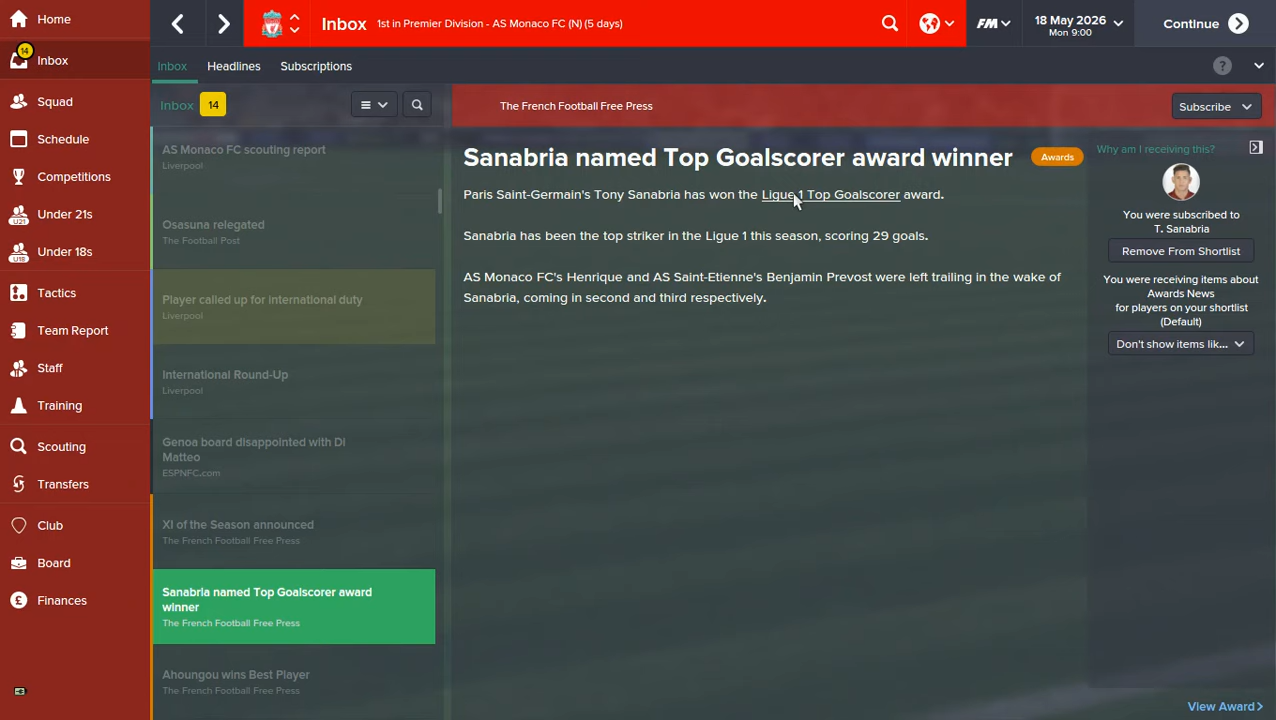 Home
Inbox
1st in Premier Division - AS Monaco FC (N) (5 days)
FM
18 May 2026
Mon 9:00
Continue
14
Inbox
Squad
Schedule
Competitions
U21
Under 21s
U18
Under 18s
Tactics
Team Report
Staff
Training
Scouting
Transfers
Club
Board
£
Finances
Inbox
Headlines
Subscriptions
?
Inbox
14
AS Monaco FC scouting report
Liverpool
Osasuna relegated
The Football Post
Player called up for international duty
Liverpool
International Round-Up
Liverpool
Genoa board disappointed with Di
Matteo
ESPNFC.com
XI of the Season announced
The French Football Free Press
Sanabria named Top Goalscorer award
winner
The French Football Free Press
Ahoungou wins Best Player
The French Football Free Press
The French Football Free Press
Subscribe
Sanabria named Top Goalscorer award winner
Awards
Paris Saint-Germain's Tony Sanabria has won the Ligue 1 Top Goalscorer award.
Sanabria has been the top striker in the Ligue 1 this season, scoring 29 goals.
AS Monaco FC's Henrique and AS Saint-Etienne's Benjamin Prevost were left trailing in the wake of
Sanabria, coming in second and third respectively.
Why am I receiving this?
You were subscribed to
T. Sanabria
Remove From Shortlist
You were receiving items about
Awards News
for players on your shortlist
(Default)
Don't show items lik...
View Award>